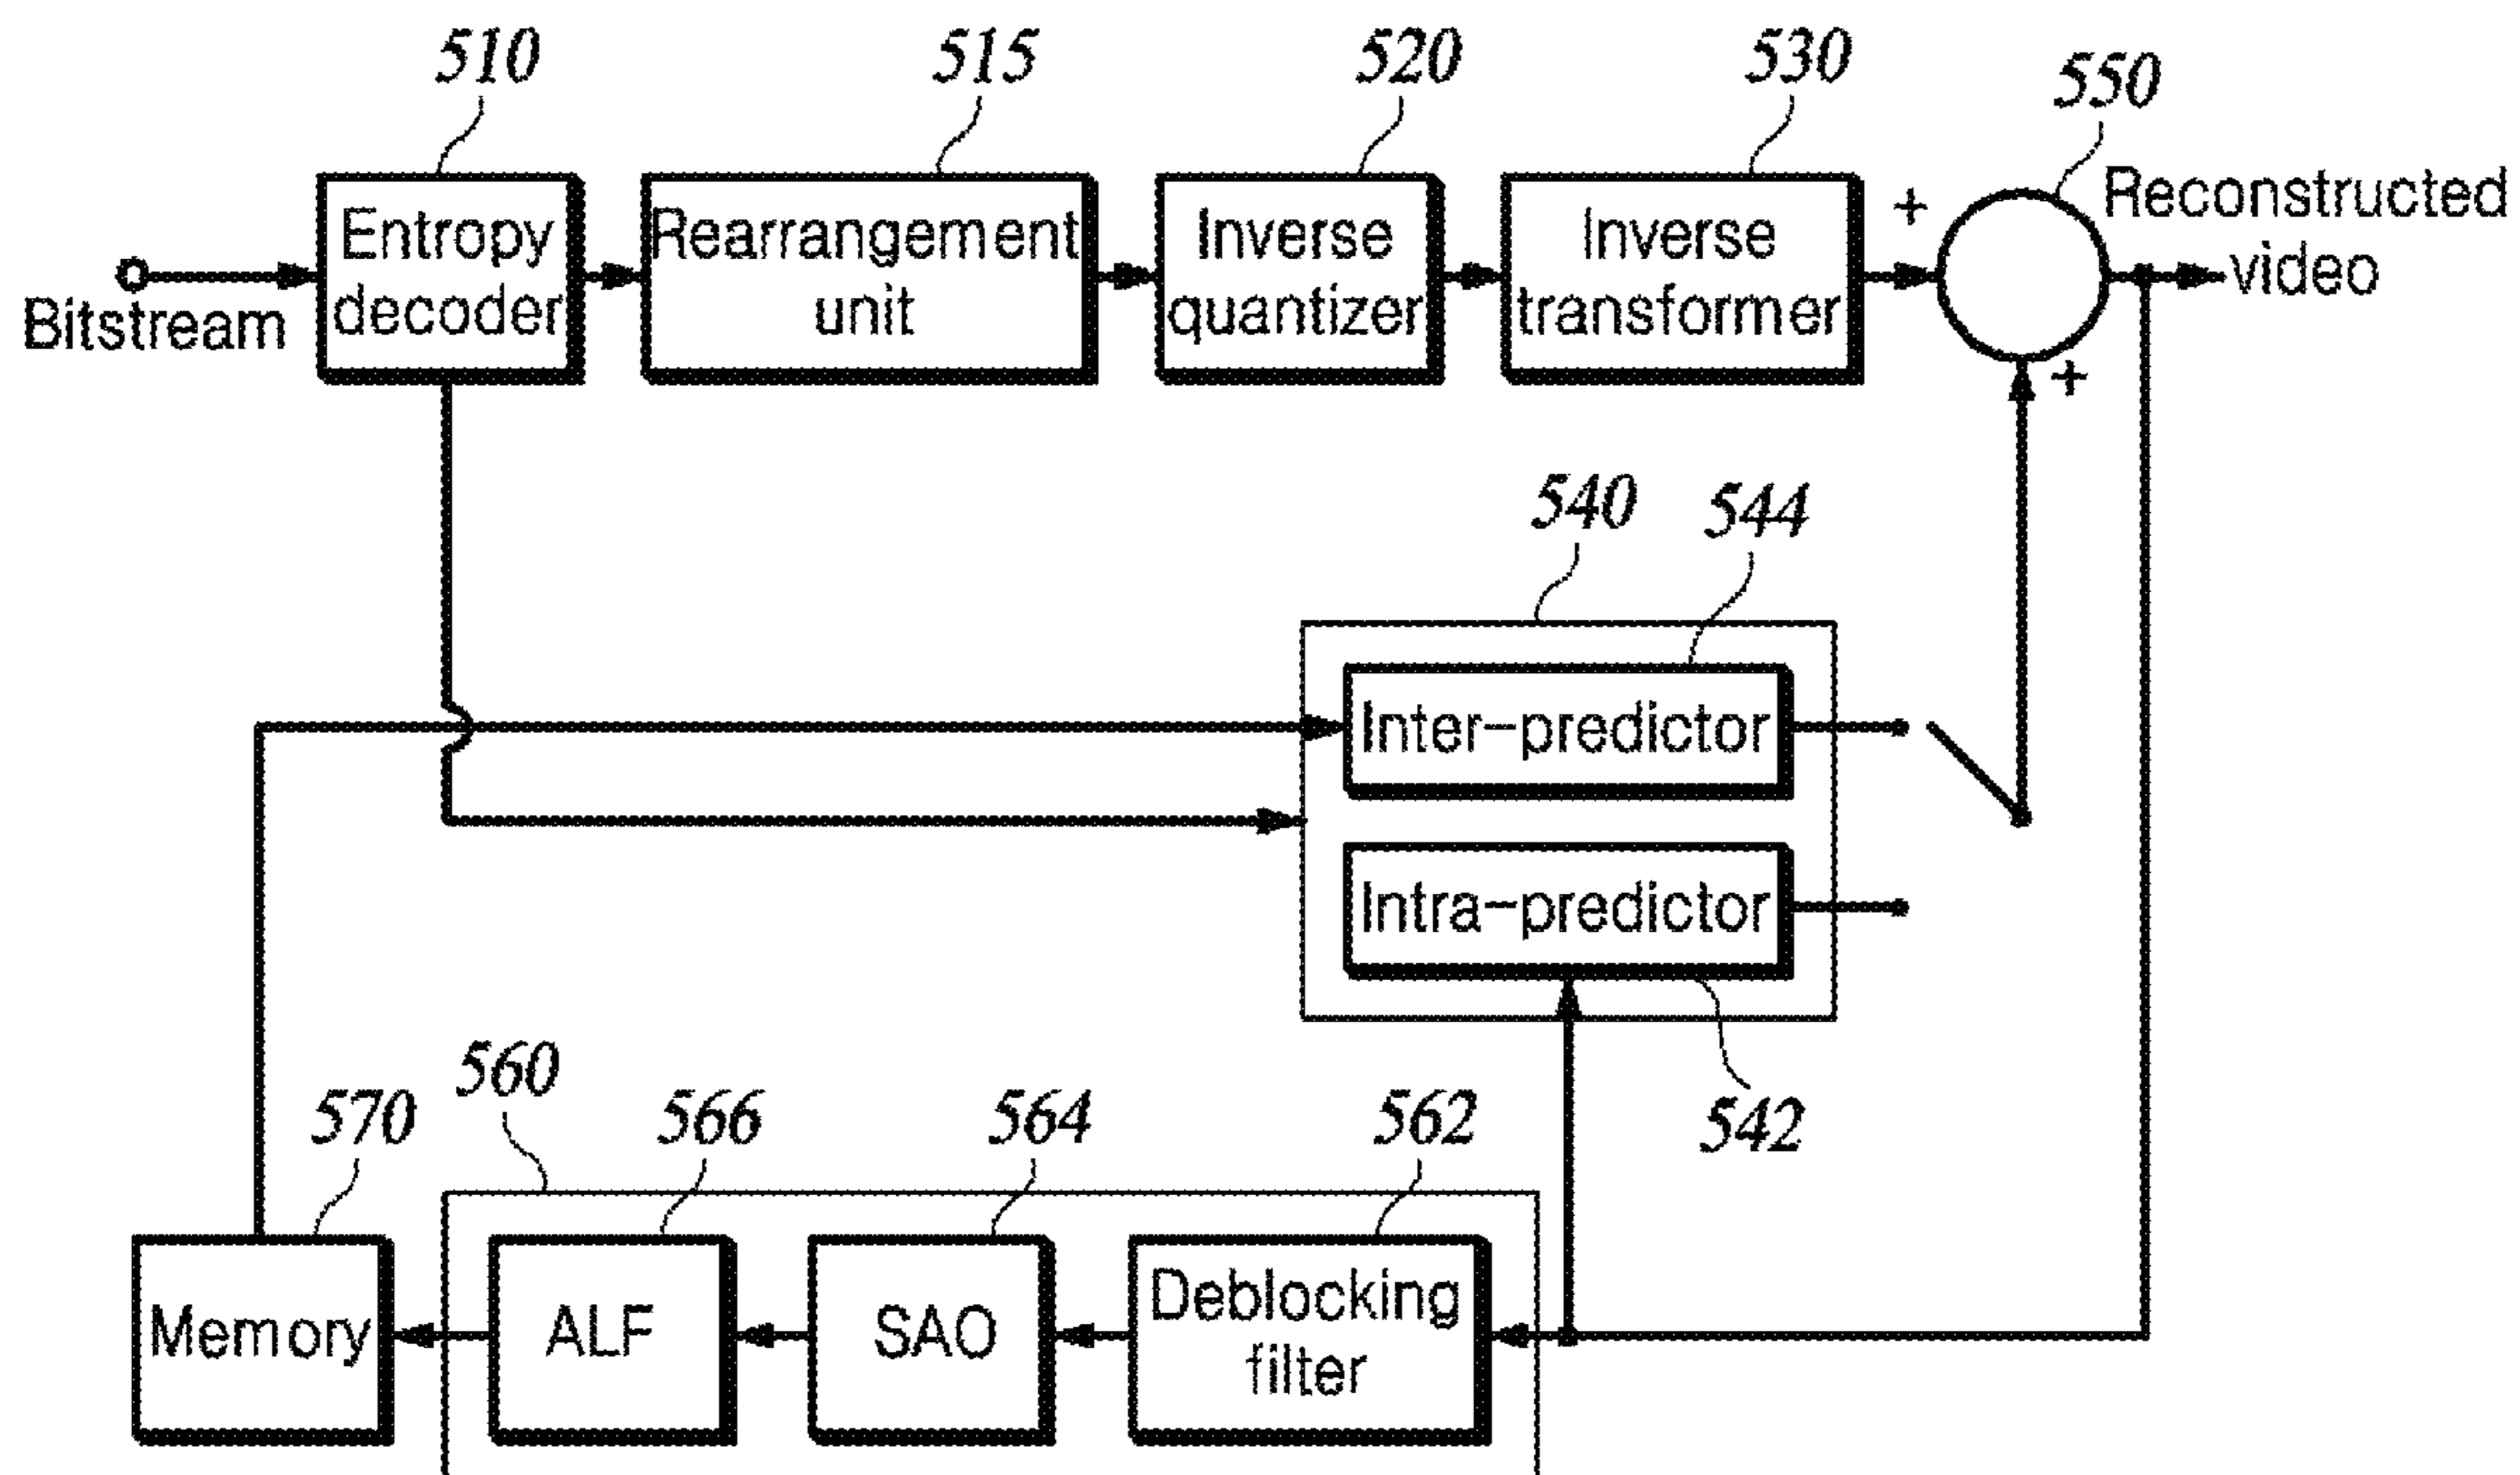 510
515
520
530
550
Entropy
decoder
Rearrangement
unit
Inverse
quantizer
Inverse
transformer
+
+
Reconstructed
video
Bitstream
540
544
Inter-predictor
Intra-predictor
542
560
570
566
564
562
Memory
ALF
SAO
Deblocking
filter